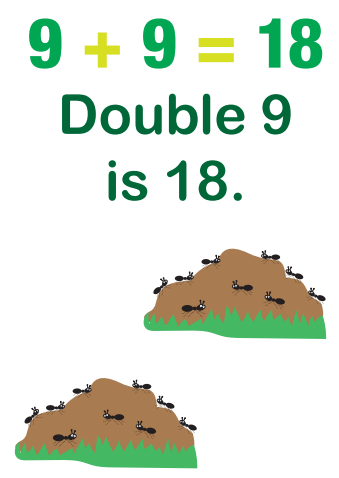 9 + 9 = 18
Double 9
is 18.